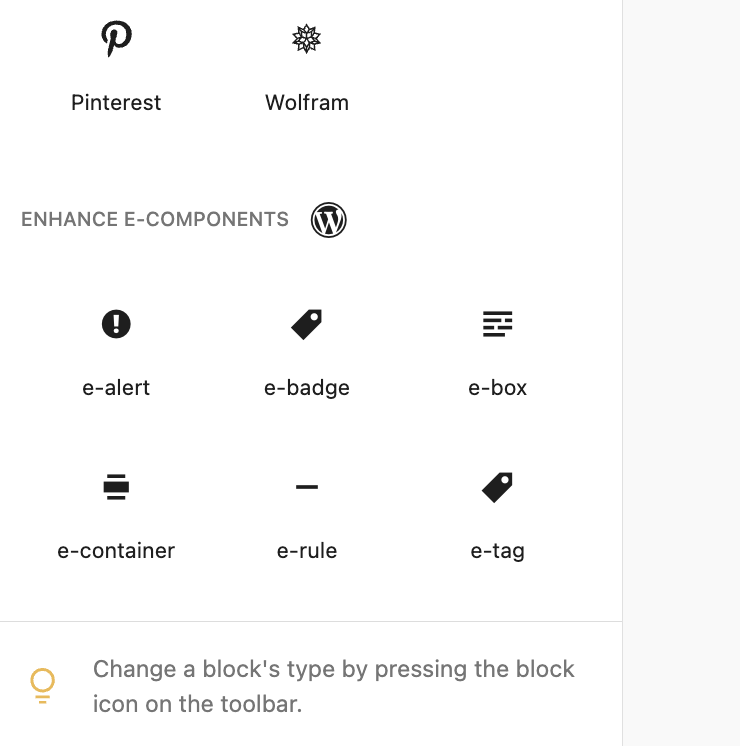 Pinterest
Wolfram
ENHANCE E-COMPONENTS
e-alert
e-badge
e-box
e-container
e-rule
e-tag
Change a block's type by pressing the block
icon on the toolbar.